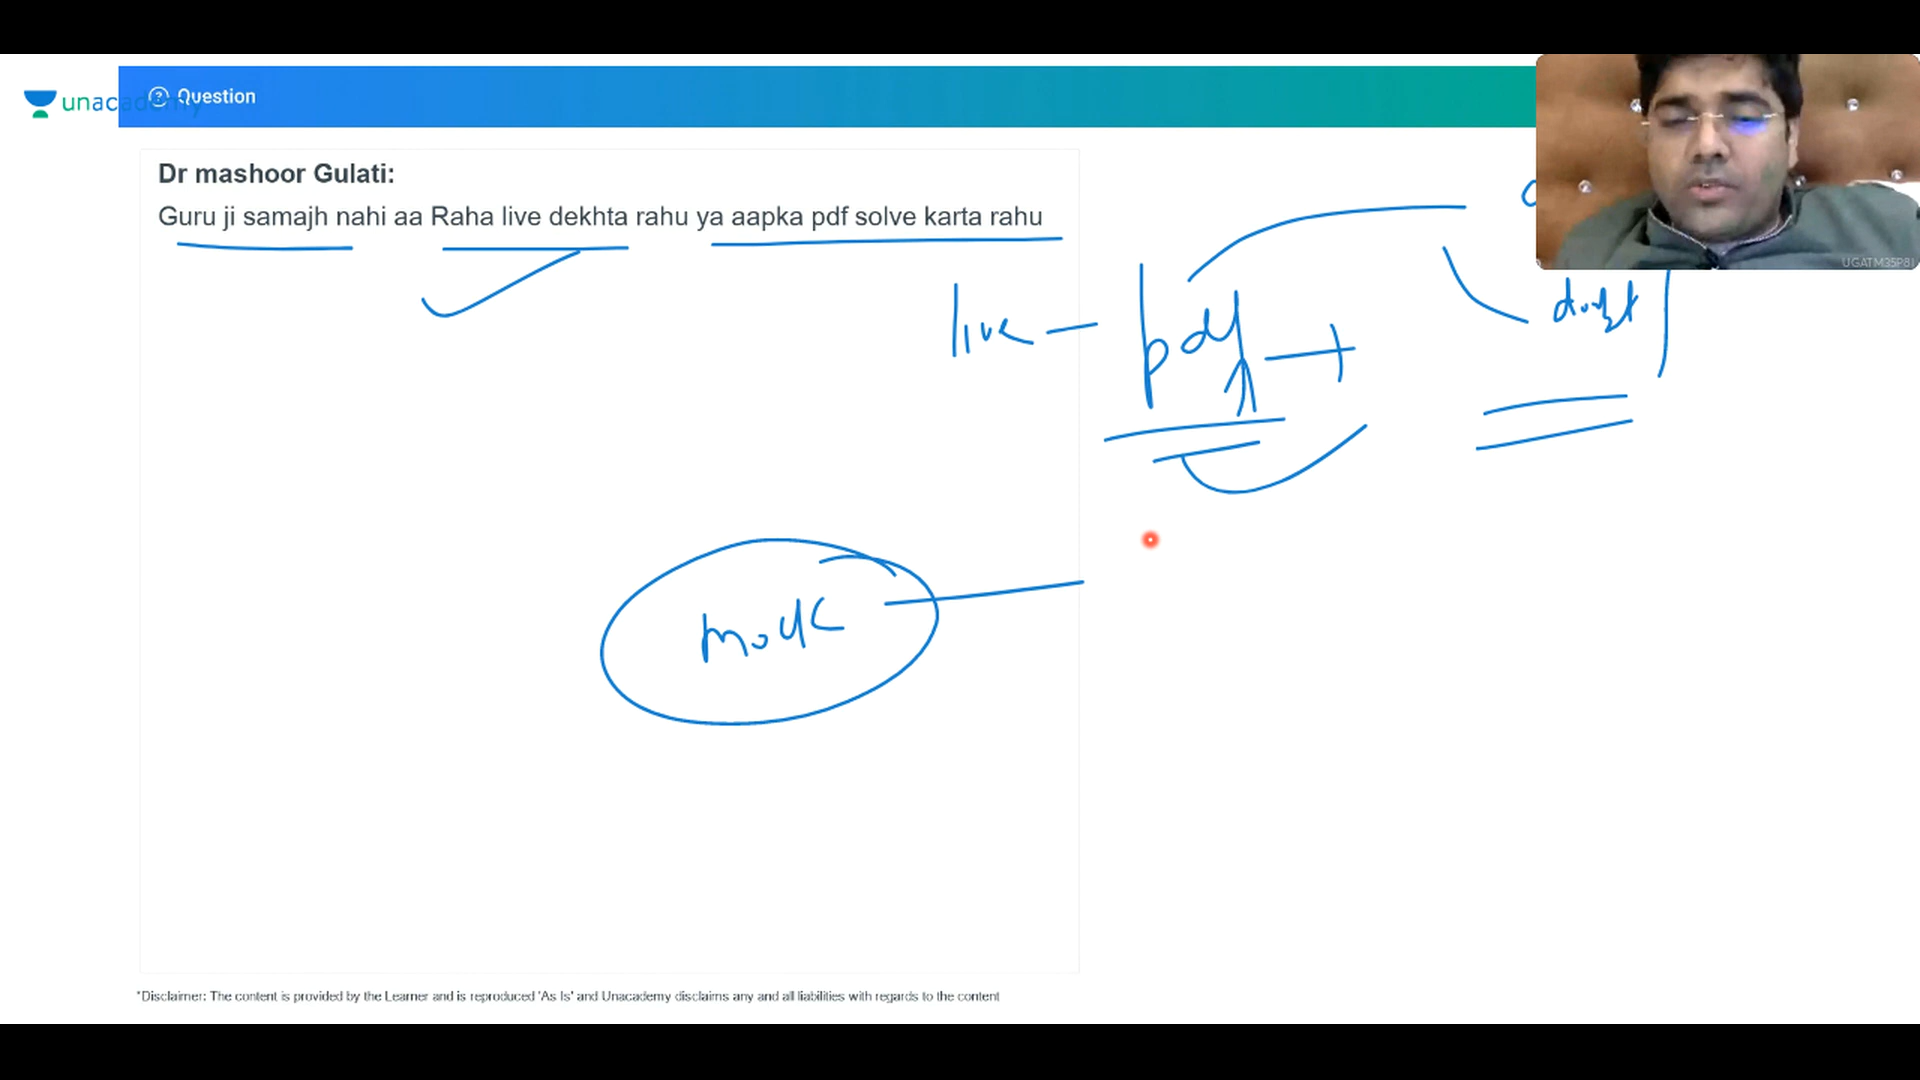 unacademy
Question
Dr mashoor Gulati:
Guru ji samajh nahi aa Raha live dekhta rahu ya aapka pdf solve karta rahu
live - pdf
doubt
mock
UGATM35P8I
*Disclaimer: The content is provided by the Learner and is reproduced 'As Is' and Unacademy disclaims any and all liabilities with regards to the content